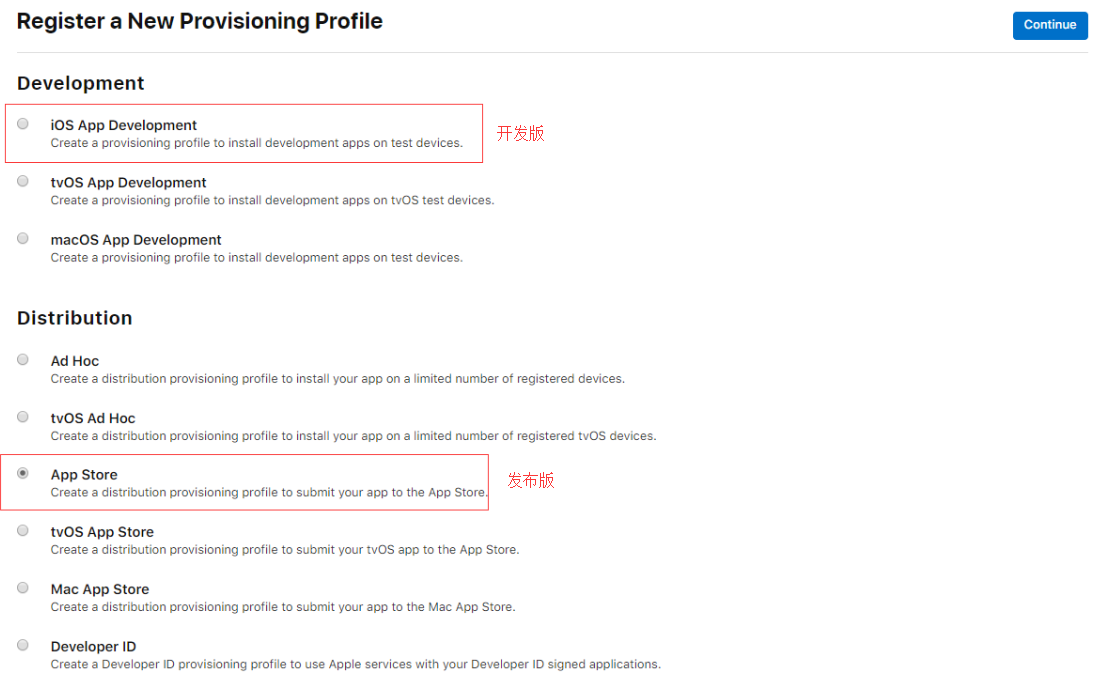 Register a New Provisioning Profile
Continue
Development
iOS App Development
Create a provisioning profile to install development apps on test devices.
开发版
tvOS App Development
Create a provisioning profile to install development apps on tvOS test devices.
macOS App Development
Create a provisioning profile to install development apps on test devices.
Distribution
Ad Hoc
Create a distribution provisioning profile to install your app on a limited number of registered devices.
tvOS Ad Hoc
Create a distribution provisioning profile to install your app on a limited number of registered tvOS devices.
App Store
Create a distribution provisioning profile to submit your app to the App Store.
发布版
tvOS App Store
Create a distribution provisioning profile to submit your tvOS app to the App Store.
Mac App Store
Create a distribution provisioning profile to submit your app to the Mac App Store.
Developer ID
Create a Developer ID provisioning profile to use Apple services with your Developer ID signed applications.